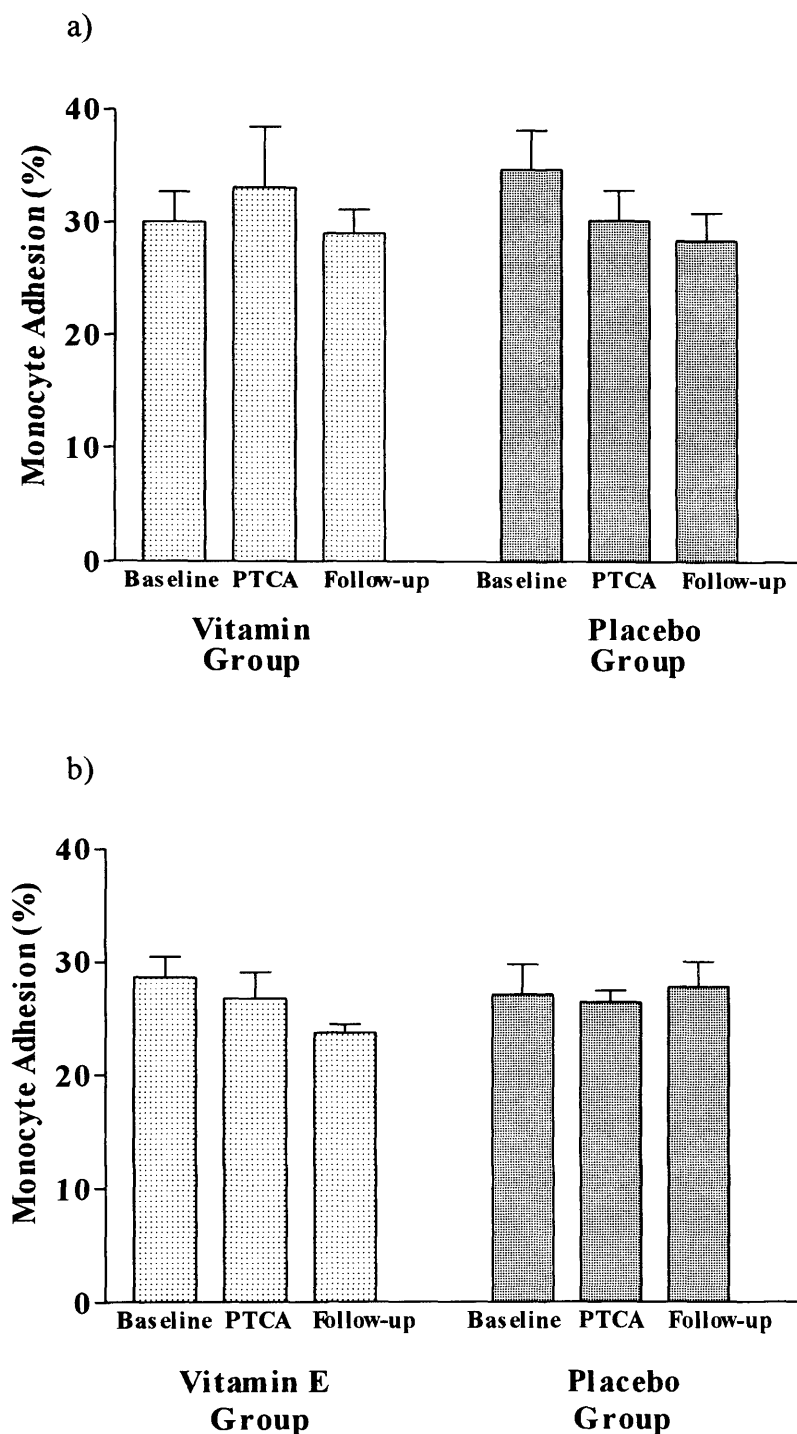 a)
40
30
20
10
0
Monocyte Adhesion (%)
Baseline PTCA Follow-up Baseline PTCA Follow-up
Vitamin Placebo
Group Group
b)
40
30
20
10
0
Monocyte Adhesion (%)
Baseline PTCA Follow-up Baseline PTCA Follow-up
Vitamin E Placebo
Group Group